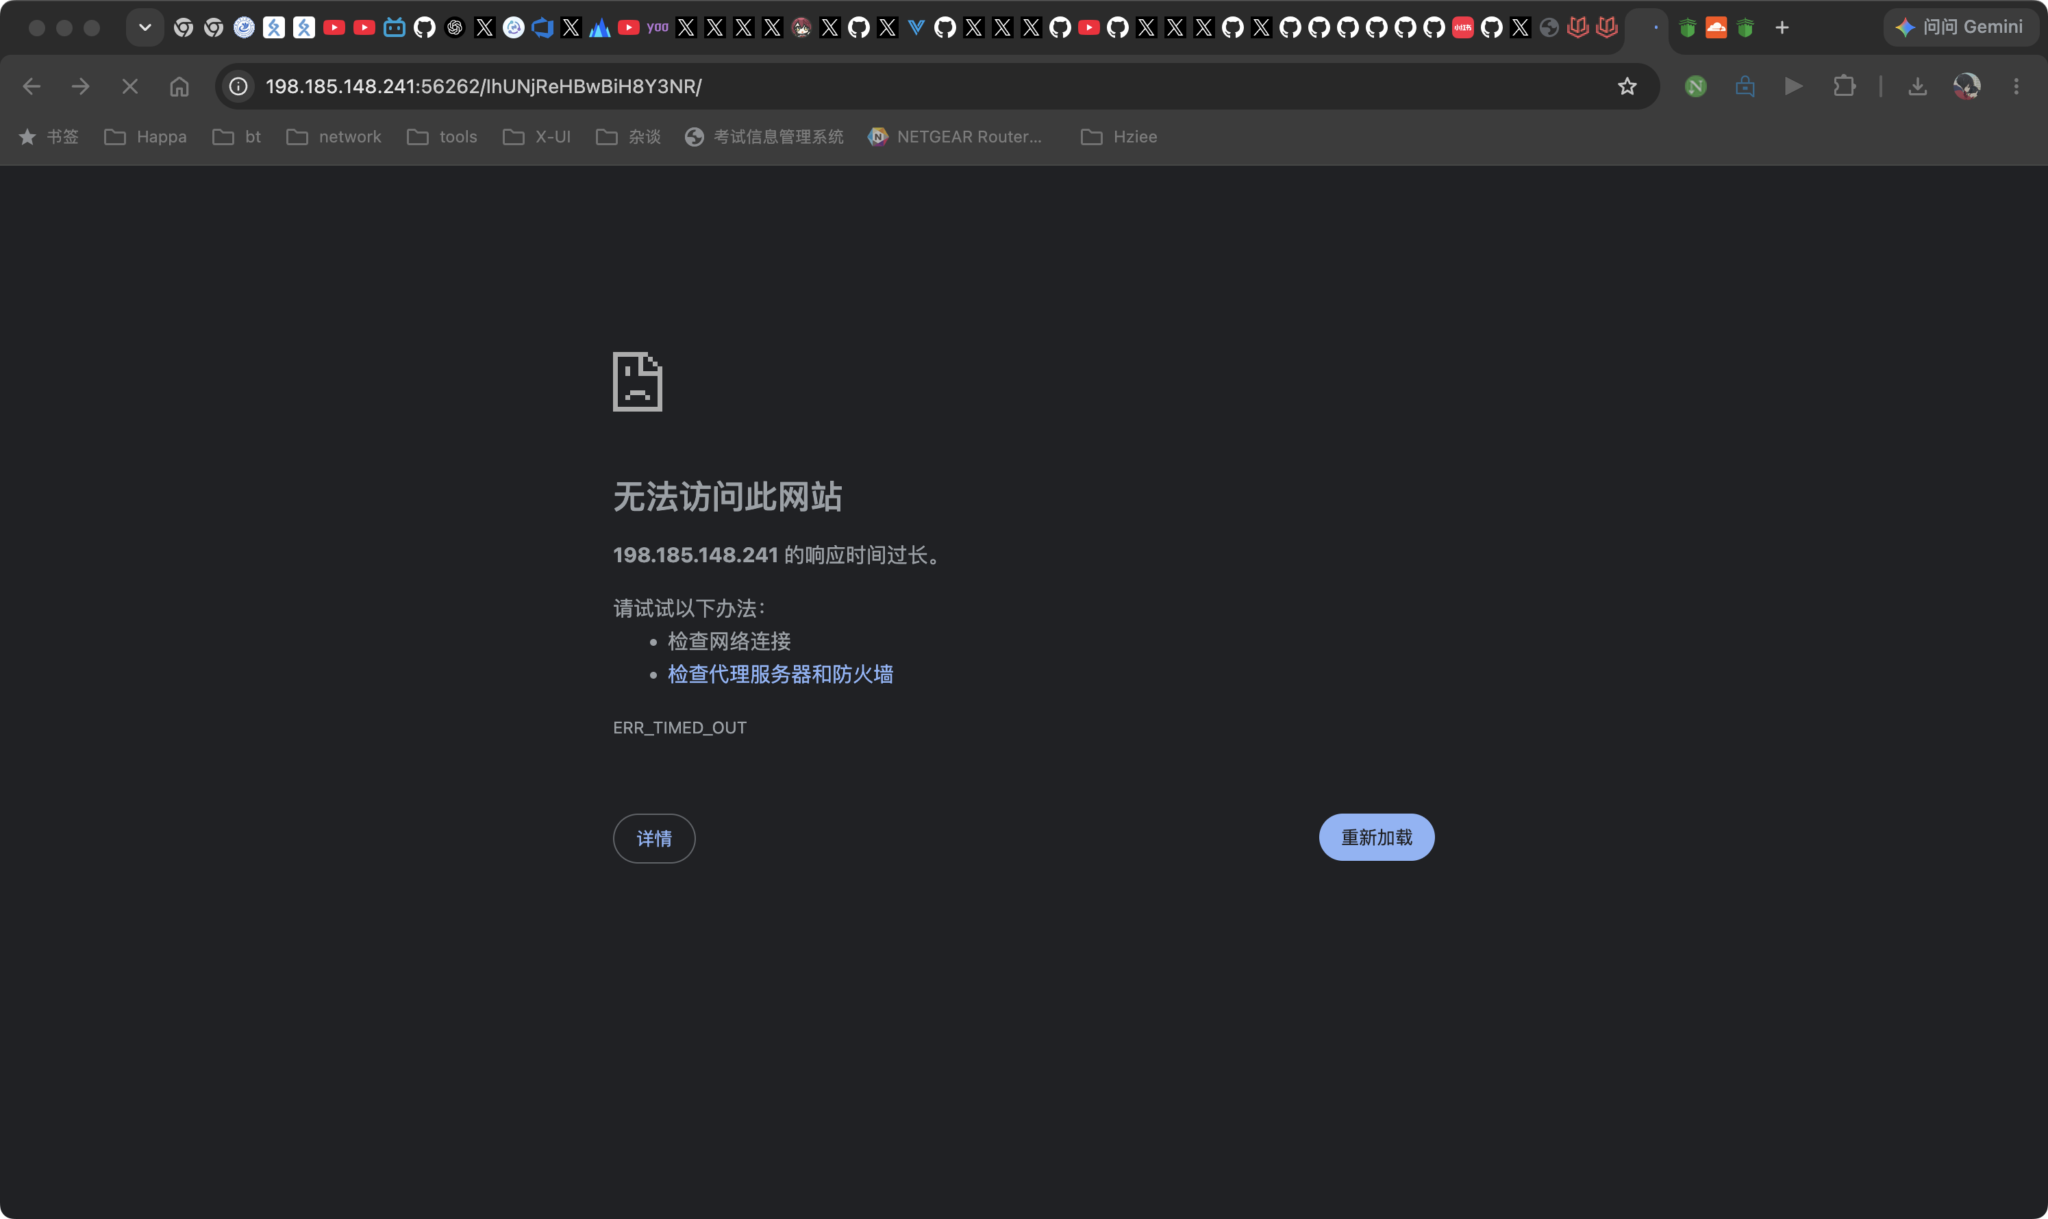 yoo
小红书
问问 Gemini
198.185.148.241:56262/lhUNjReHBwBiH8Y3NR/
书签
Happa
bt
network
tools
X-UI
杂谈
考试信息管理系统
NETGEAR Router...
Hziee
无法访问此网站
198.185.148.241 的响应时间过长。
请试试以下办法：
• 检查网络连接
• 检查代理服务器和防火墙
ERR_TIMED_OUT
详情
重新加载